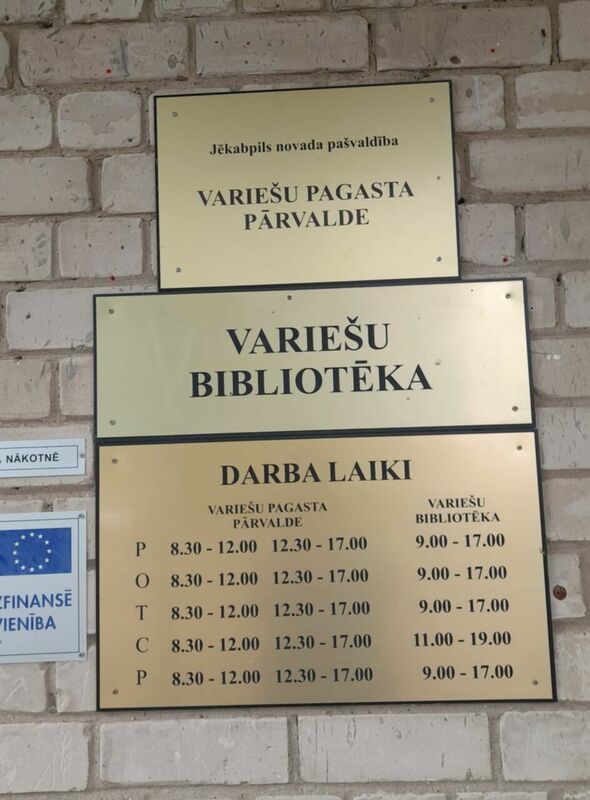 Jēkabpils novada pašvaldība
VARIEŠU PAGASTA
PĀRVALDE
VARIEŠU
BIBLIOTĒKA
DARBA LAIKI
VARIEŠU PAGASTA
PĀRVALDE
VARIEŠU
BIBLIOTĒKA
P 8.30 - 12.00 12.30 - 17.00 9.00 - 17.00
O 8.30 - 12.00 12.30 - 17.00 9.00 - 17.00
T 8.30 - 12.00 12.30 - 17.00 9.00 - 17.00
C 8.30 - 12.00 12.30 - 17.00 11.00 - 19.00
P 8.30 - 12.00 12.30 - 17.00 9.00 - 17.00
NĀKOTNĒ